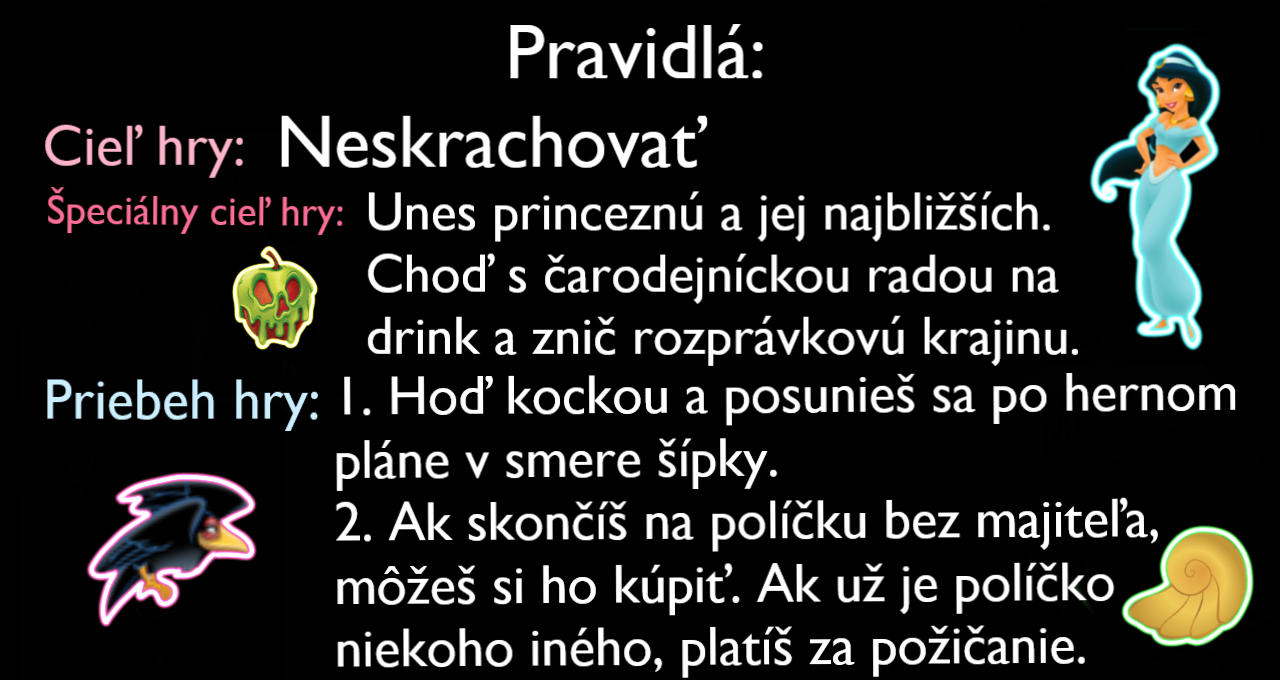 Pravidlá:
Cieľ hry: Neskrachovať
Špeciálny cieľ hry: Unes princeznú a jej najbližších.
Choď s čarodejníckou radou na
drink a znič rozprávkovú krajinu.
Priebeh hry: 1. Hoď kockou a posunieš sa po hernom
pláne v smere šípky.
2. Ak skončíš na políčku bez majiteľa,
môžeš si ho kúpiť. Ak už je políčko
niekoho iného, platíš za požičanie.